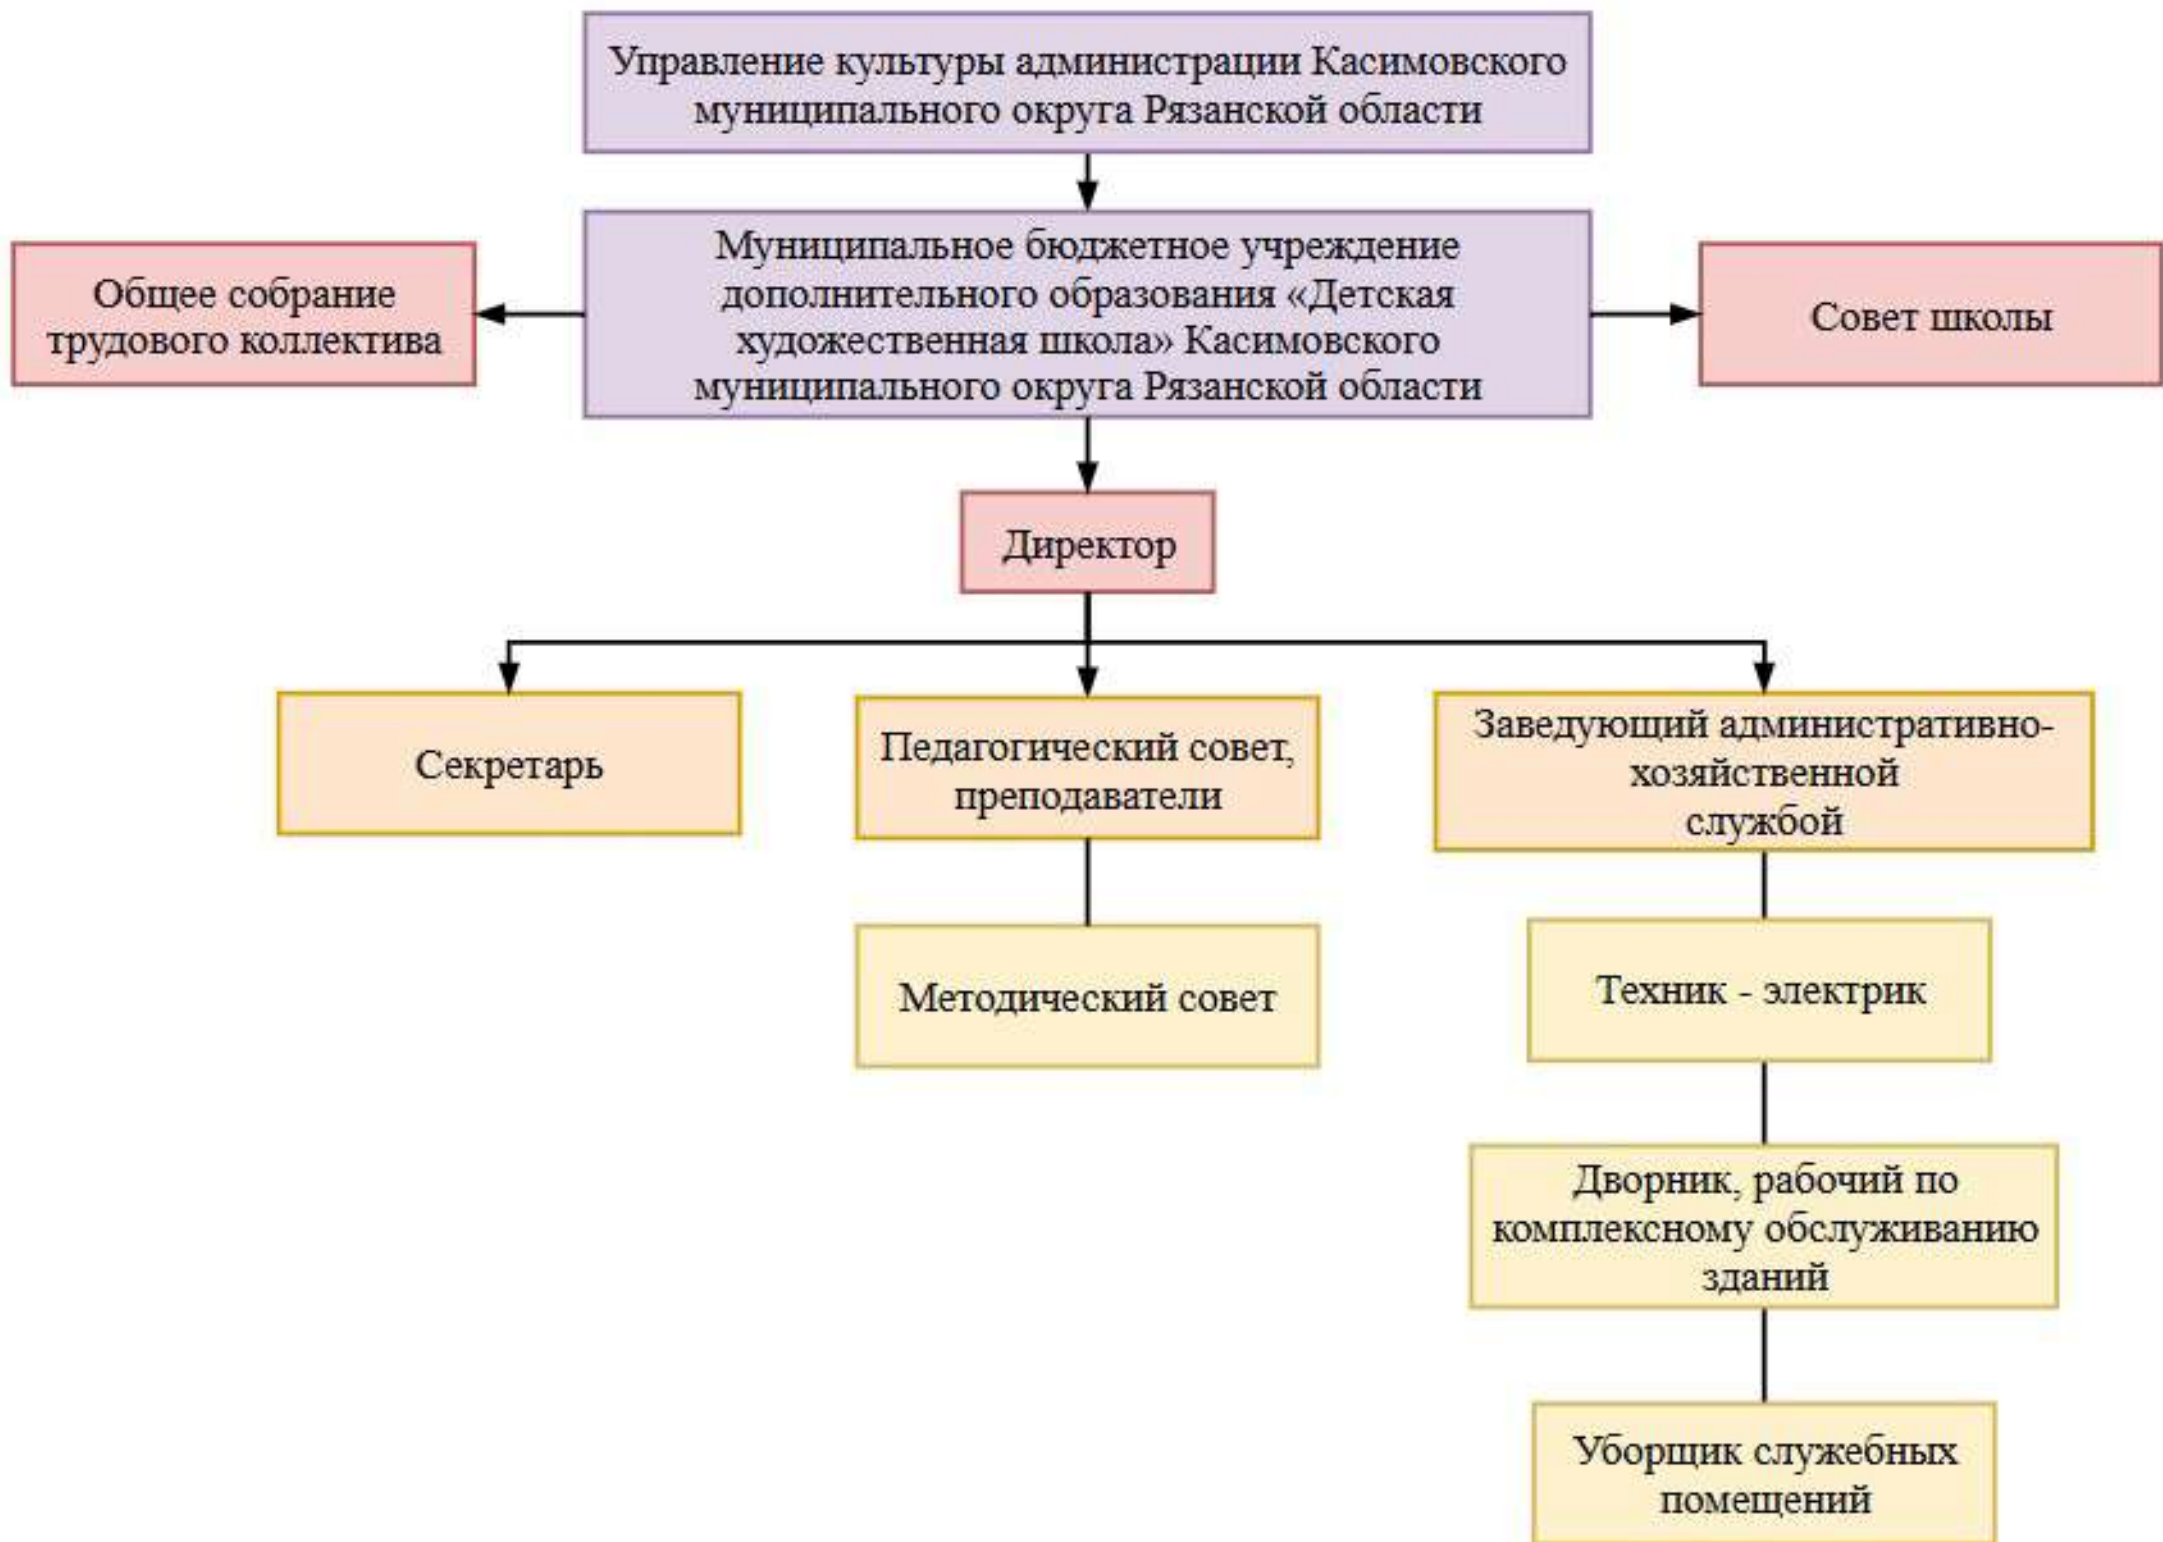 Управление культуры администрации Касимовского
муниципального округа Рязанской области
Общее собрание
трудового коллектива
Муниципальное бюджетное учреждение
дополнительного образования «Детская
художественная школа» Касимовского
муниципального округа Рязанской области
Совет школы
Директор
Секретарь
Педагогический совет,
преподаватели
Заведующий административно-
хозяйственной
службой
Методический совет
Техник - электрик
Дворник, рабочий по
комплексному обслуживанию
зданий
Уборщик служебных
помещений